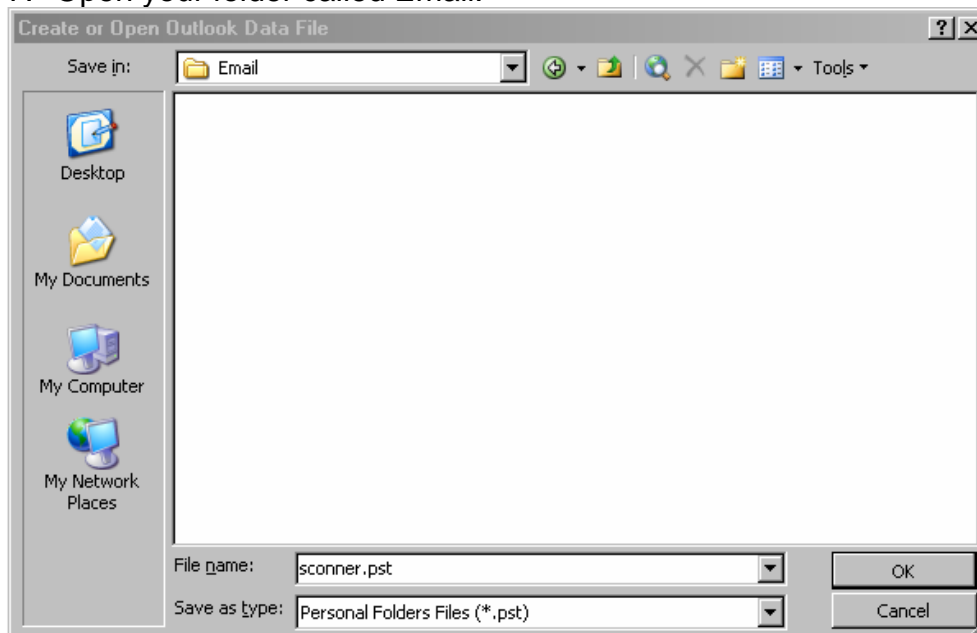 Open your folder called Email.
Create or Open Outlook Data File
Save in:
Email
Tools
Desktop
My Documents
My Computer
My Network
Places
File name:
sconner.pst
OK
Save as type:
Personal Folders Files (*.pst)
Cancel